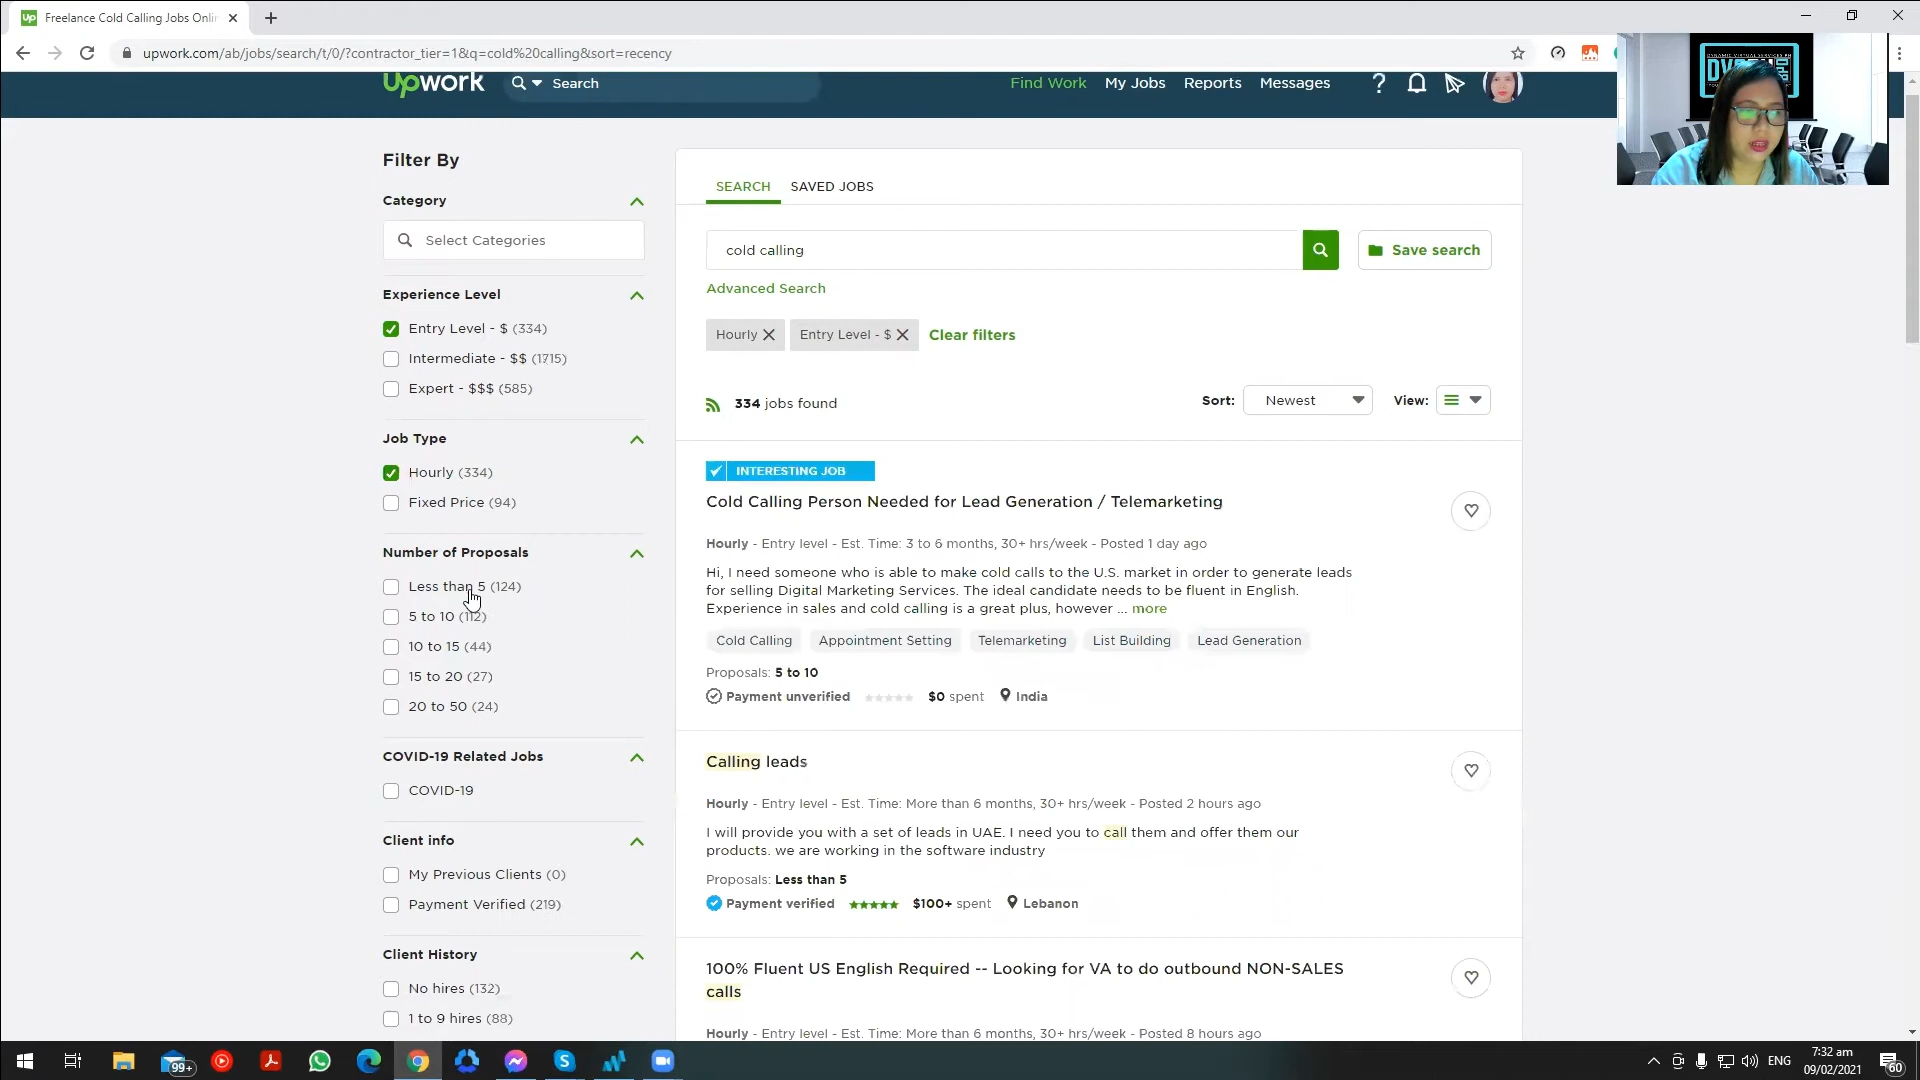 Up Freelance Cold Calling Jobs Onlin
upwork.com/ab/jobs/search/t/0/?contractor_tier=1&q=cold%20calling&sort=recency
upwork
Search
Find Work
My Jobs
Reports
Messages
?
Filter By
Category
Select Categories
Experience Level
Entry Level - $ (334)
Intermediate - $$ (1715)
Expert - $$$ (585)
Job Type
Hourly (334)
Fixed Price (94)
Number of Proposals
Less than 5 (124)
5 to 10 (112)
10 to 15 (44)
15 to 20 (27)
20 to 50 (24)
COVID-19 Related Jobs
COVID-19
Client info
My Previous Clients (0)
Payment Verified (219)
Client History
No hires (132)
1 to 9 hires (88)
SEARCH
SAVED JOBS
cold calling
Save search
Advanced Search
Hourly
Entry Level - $
Clear filters
334 jobs found
Sort:
Newest
View:
INTERESTING JOB
Cold Calling Person Needed for Lead Generation / Telemarketing
Hourly - Entry level - Est. Time: 3 to 6 months, 30+ hrs/week - Posted 1 day ago
Hi, I need someone who is able to make cold calls to the U.S. market in order to generate leads
for selling Digital Marketing Services. The ideal candidate needs to be fluent in English.
Experience in sales and cold calling is a great plus, however ... more
Cold Calling
Appointment Setting
Telemarketing
List Building
Lead Generation
Proposals: 5 to 10
Payment unverified
$0 spent
India
Calling leads
Hourly - Entry level - Est. Time: More than 6 months, 30+ hrs/week - Posted 2 hours ago
I will provide you with a set of leads in UAE. I need you to call them and offer them our
products. we are working in the software industry
Proposals: Less than 5
Payment verified
$100+ spent
Lebanon
100% Fluent US English Required -- Looking for VA to do outbound NON-SALES
calls
Hourly - Entry level - Est. Time: More than 6 months, 30+ hrs/week - Posted 8 hours ago
99+
ENG
7:32 am
09/02/2021
60